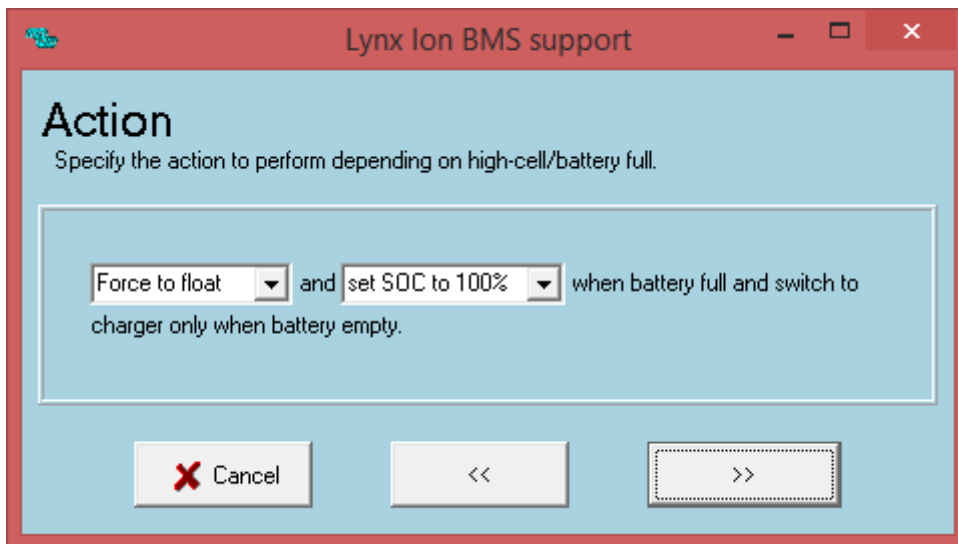 Lynx Ion BMS support
Action
Specify the action to perform depending on high-cell/battery full.
Force to float and set SOC to 100% when battery full and switch to
charger only when battery empty.
Cancel << >>